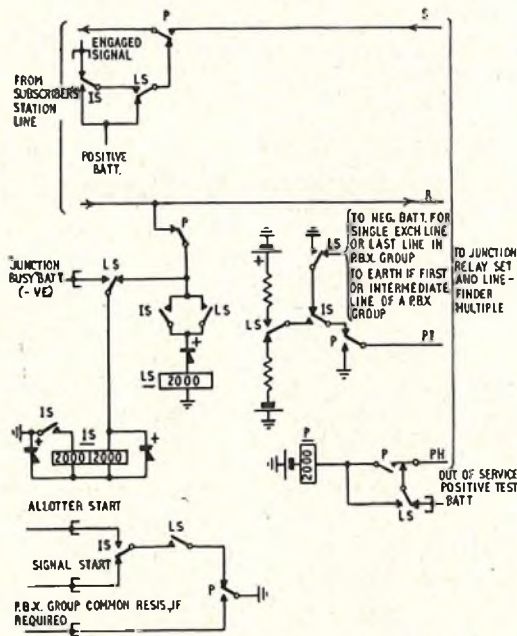 P
S
ENGAGED
SIGNAL
FROM
SUBSCRIBERS
STATION
LINE
LS
IS
POSITIVE
BATT.
R
P
JUNCTION
BUSY BATT
(-VE)
LS
IS
LS
+
LS
2000
TO NEG. BATT. FOR
SINGLE EXCH LINE
OR LAST LINE IN
P.B.X. GROUP
TO EARTH IF FIRST
OR INTERMEDIATE
LINE OF A P.B.X
GROUP
LS
+
LS
IS
P
TO JUNCTION
RELAY SET
AND LINE-
FINDER
MULTIPLE
IS
+
IS
2000 2000
+
P
2000
P
PH
LS
OUT OF SERVICE
POSITIVE TEST
BATT
ALLOTTER START
IS
LS
SIGNAL START
P
P.B.X. GROUP COMMON RESIS, IF
REQUIRED